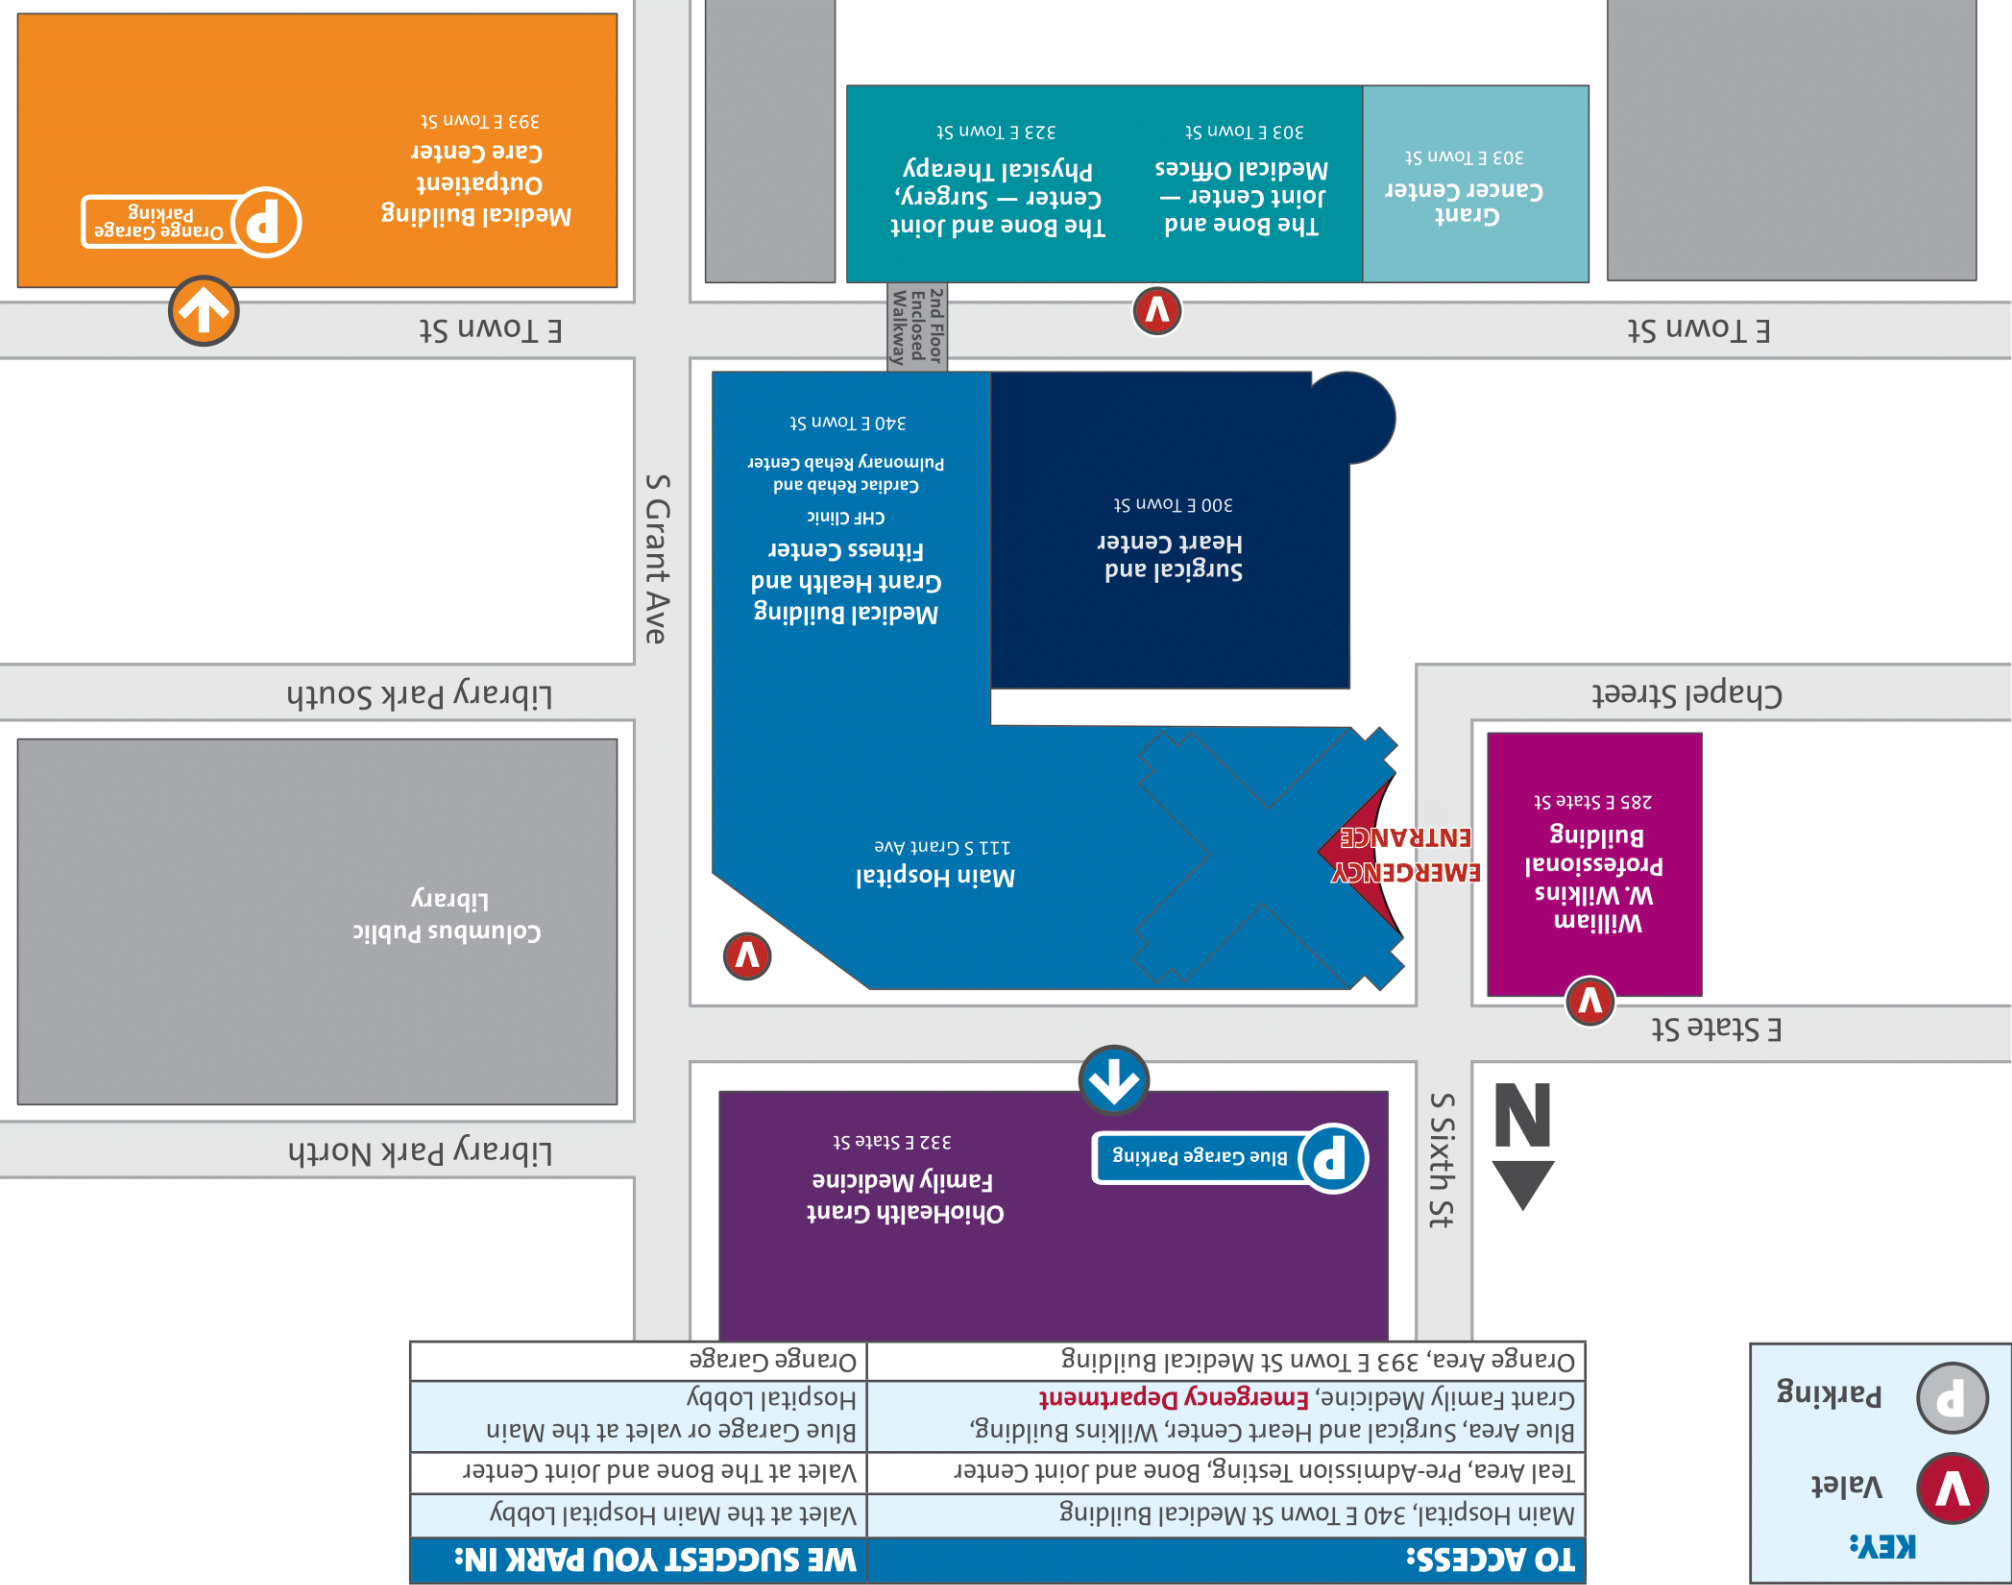 KEY:
V Valet
P Parking
TO ACCESS: WE SUGGEST YOU PARK IN:
Main Hospital, 340 E Town St Medical Building Valet at the Main Hospital Lobby
Teal Area, Pre-Admission Testing, Bone and Joint Center Valet at The Bone and Joint Center
Blue Area, Surgical and Heart Center, Wilkins Building,
Grant Family Medicine, Emergency Department
Blue Garage or valet at the Main
Hospital Lobby
Orange Area, 393 E Town St Medical Building Orange Garage
N
S Sixth St
OhioHealth Grant
Family Medicine
332 E State St
P Blue Garage Parking
Library Park North
E State St
V
William
W. Wilkins
Professional
Building
285 E State St
EMERGENCY
ENTRANCE
Main Hospital
111 S Grant Ave
V
Columbus Public
Library
Chapel Street
Library Park South
Surgical and
Heart Center
300 E Town St
Medical Building
Grant Health and
Fitness Center
CHF Clinic
Cardiac Rehab and
Pulmonary Rehab Center
340 E Town St
S Grant Ave
E Town St
V
2nd Floor
Enclosed
Walkway
E Town St
Grant
Cancer Center
303 E Town St
The Bone and
Joint Center —
Medical Offices
303 E Town St
The Bone and Joint
Center — Surgery,
Physical Therapy
323 E Town St
Medical Building
Outpatient
Care Center
393 E Town St
P Orange Garage
Parking